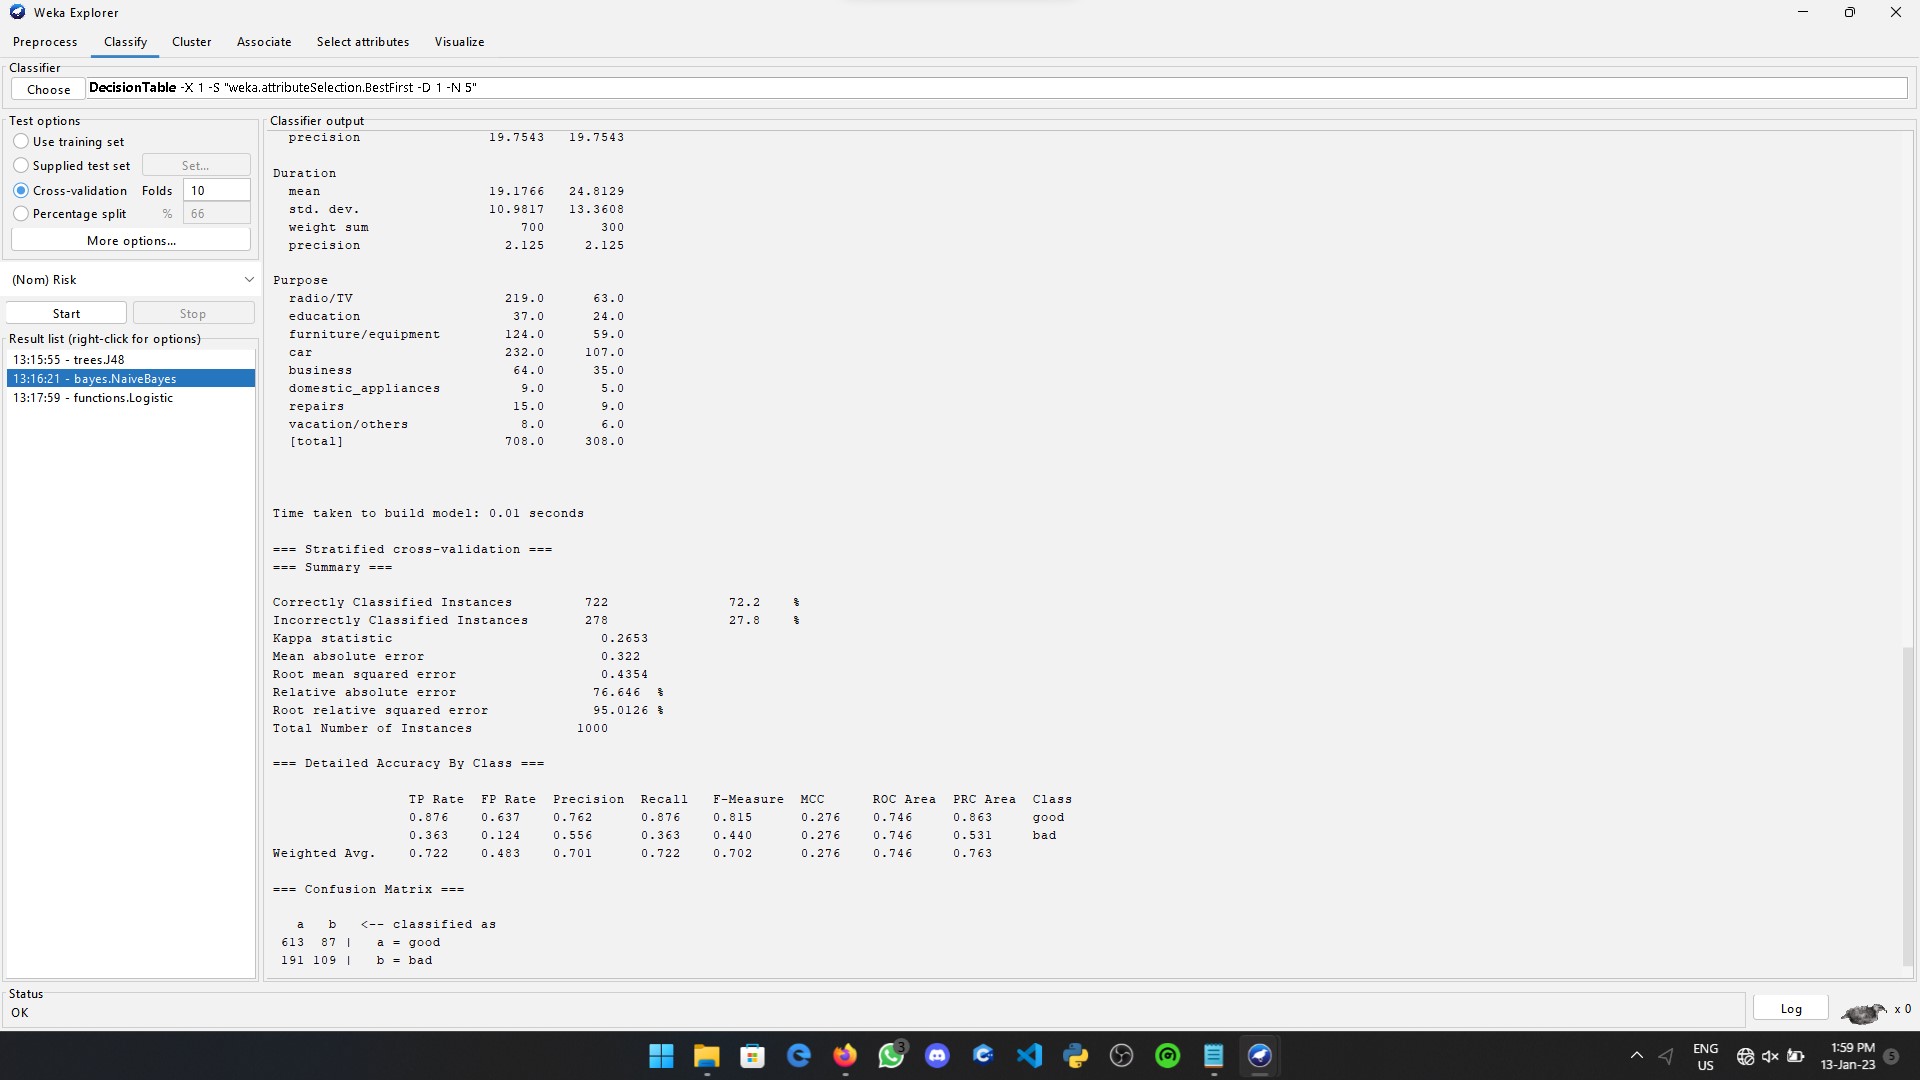 Weka Explorer
Preprocess Classify Cluster Associate Select attributes Visualize
Classifier
Choose DecisionTable -X 1 -S "weka.attributeSelection.BestFirst -D 1 -N 5"
Test options
Use training set
Supplied test set Set...
Cross-validation Folds 10
Percentage split % 66
More options...
(Nom) Risk
Start Stop
Result list (right-click for options)
13:15:55 - trees.J48
13:16:21 - bayes.NaiveBayes
13:17:59 - functions.Logistic
Classifier output
precision 19.7543 19.7543
Duration
mean 19.1766 24.8129
std. dev. 10.9817 13.3608
weight sum 700 300
precision 2.125 2.125
Purpose
radio/TV 219.0 63.0
education 37.0 24.0
furniture/equipment 124.0 59.0
car 232.0 107.0
business 64.0 35.0
domestic_appliances 9.0 5.0
repairs 15.0 9.0
vacation/others 8.0 6.0
[total] 708.0 308.0
Time taken to build model: 0.01 seconds
=== Stratified cross-validation ===
=== Summary ===
Correctly Classified Instances 722 72.2 %
Incorrectly Classified Instances 278 27.8 %
Kappa statistic 0.2653
Mean absolute error 0.322
Root mean squared error 0.4354
Relative absolute error 76.646 %
Root relative squared error 95.0126 %
Total Number of Instances 1000
=== Detailed Accuracy By Class ===
TP Rate FP Rate Precision Recall F-Measure MCC ROC Area PRC Area Class
0.876 0.637 0.762 0.876 0.815 0.276 0.746 0.863 good
0.363 0.124 0.556 0.363 0.440 0.276 0.746 0.531 bad
Weighted Avg. 0.722 0.483 0.701 0.722 0.702 0.276 0.746 0.763
=== Confusion Matrix ===
a b <-- classified as
613 87 | a = good
191 109 | b = bad
Status
OK
Log
x 0
3
ENG
US
1:59 PM
13-Jan-23
5